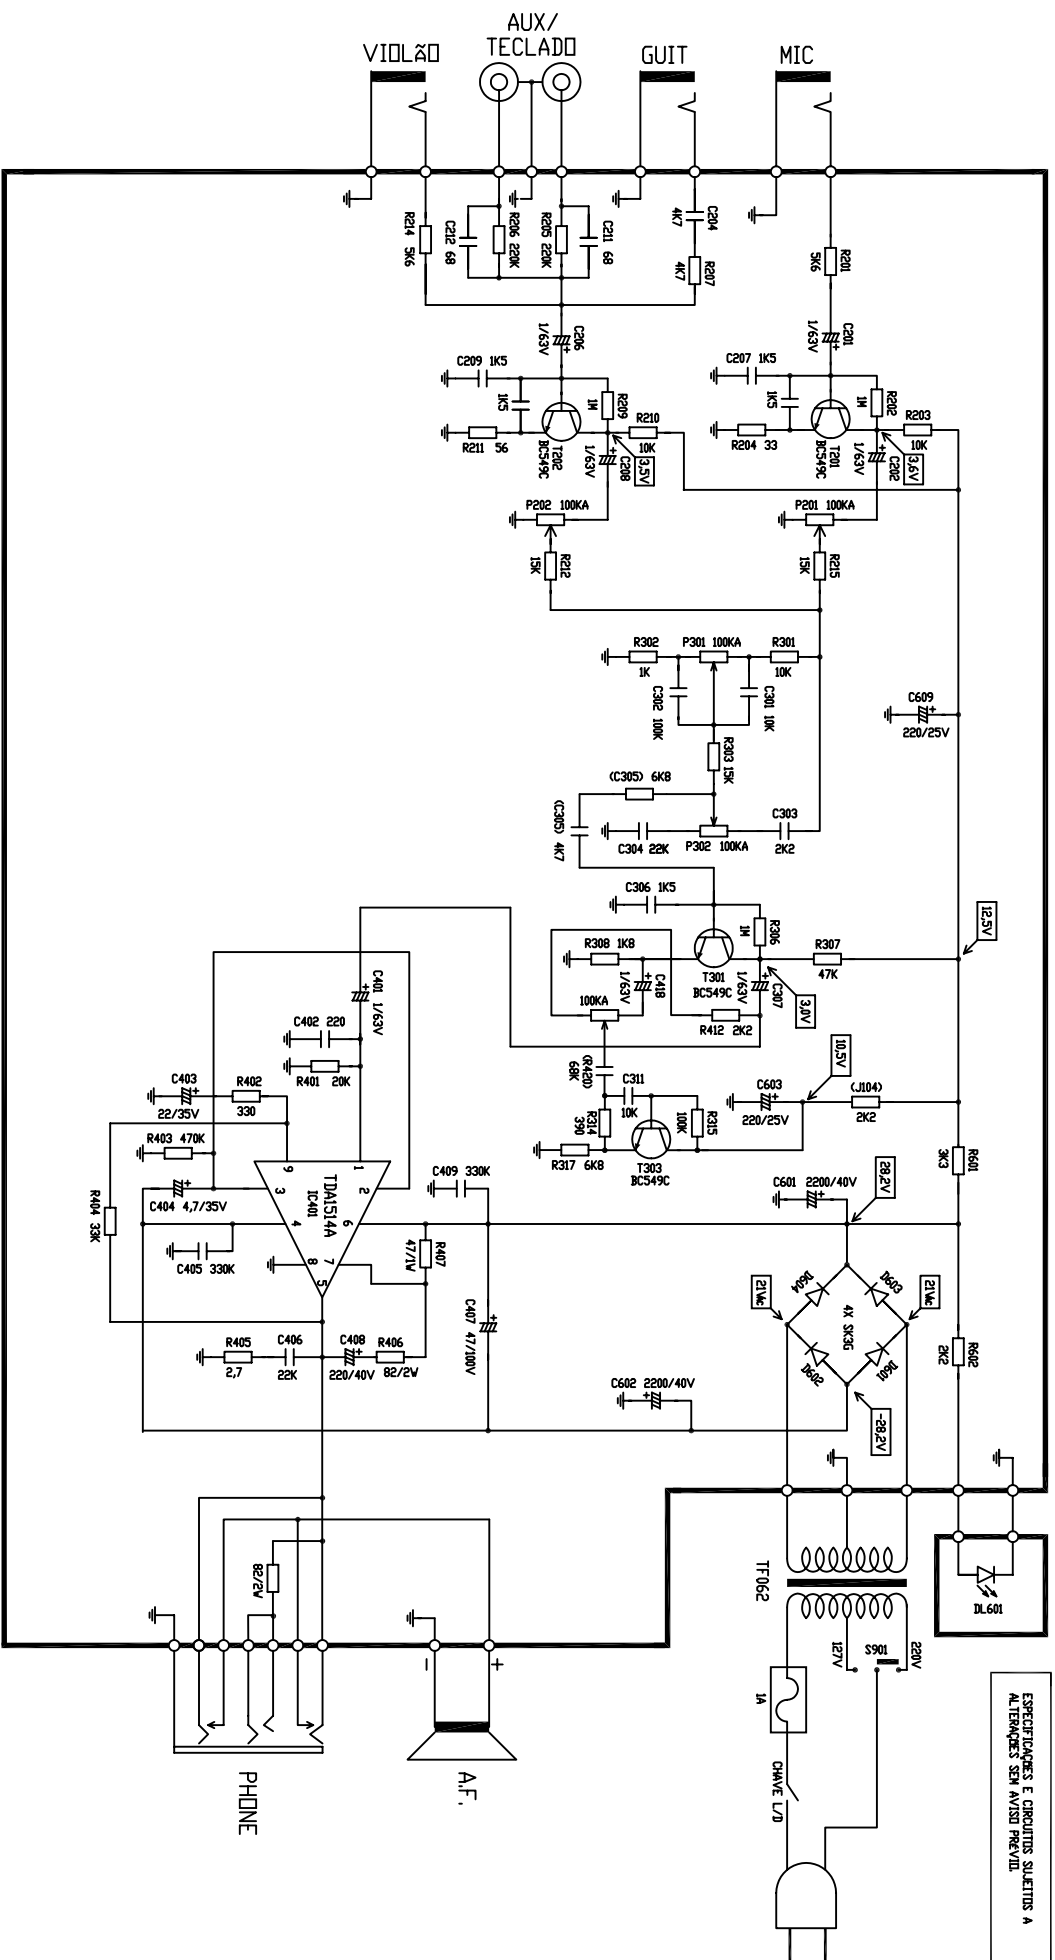 AUX/
TECLADO
VIOLÃO
GUIT
MIC
R214
5K6
C212 68
R206 220K
R205 220K
C211 68
C204
4K7
R207
4K7
R201
5K6
C206
1/63V
C201
1/63V
C209 1K5
1K5
R209
1M
R210
10K
R211 56
T202
BC549C
C208
1/63V
3,5V
C207 1K5
1K5
R202
1M
R203
10K
R204 33
T201
BC549C
C202
1/63V
3,6V
P202 100KA
R212
15K
P201 100KA
R215
15K
R302
1K
P301 100KA
R301
10K
C302 100K
C301 10K
R303 15K
C609
220/25V
(C305) 6K8
(C305) 4K7
C304 22K
P302 100KA
C303
2K2
C306 1K5
R306
1M
R307
47K
12,5V
R308 1K8
T301
BC549C
C418
1/63V
C307
1/63V
3,0V
100KA
R412 2K2
(R420)
68K
C311
10K
R314
390
R315
100K
R317 6K8
T303
BC549C
C603
220/25V
10,5V
(J104)
2K2
C401 1/63V
C402 220
R401 20K
C403
22/35V
R402
330
R403 470K
C404 4,7/35V
R404 33K
C405 330K
TDA1514A
IC401
1
2
3
4
5
6
7
8
9
C409 330K
R407
47/1W
C407 47/100V
R405
2,7
C406
22K
C408
220/40V
R406
82/2W
C601 2200/40V
28,2V
R601
3K3
D604
D603
D602
D601
4X SK3G
21Vac
21Vac
-28,2V
R602
2K2
C602 2200/40V
DL601
TF062
S901
127V
220V
1A
CHAVE L/D
82/2W
PHONE
A.F.
+
-
ESPECIFICAÇÕES E CIRCUITOS SUJEITOS A
ALTERAÇÕES SEM AVISO PRÉVIO.